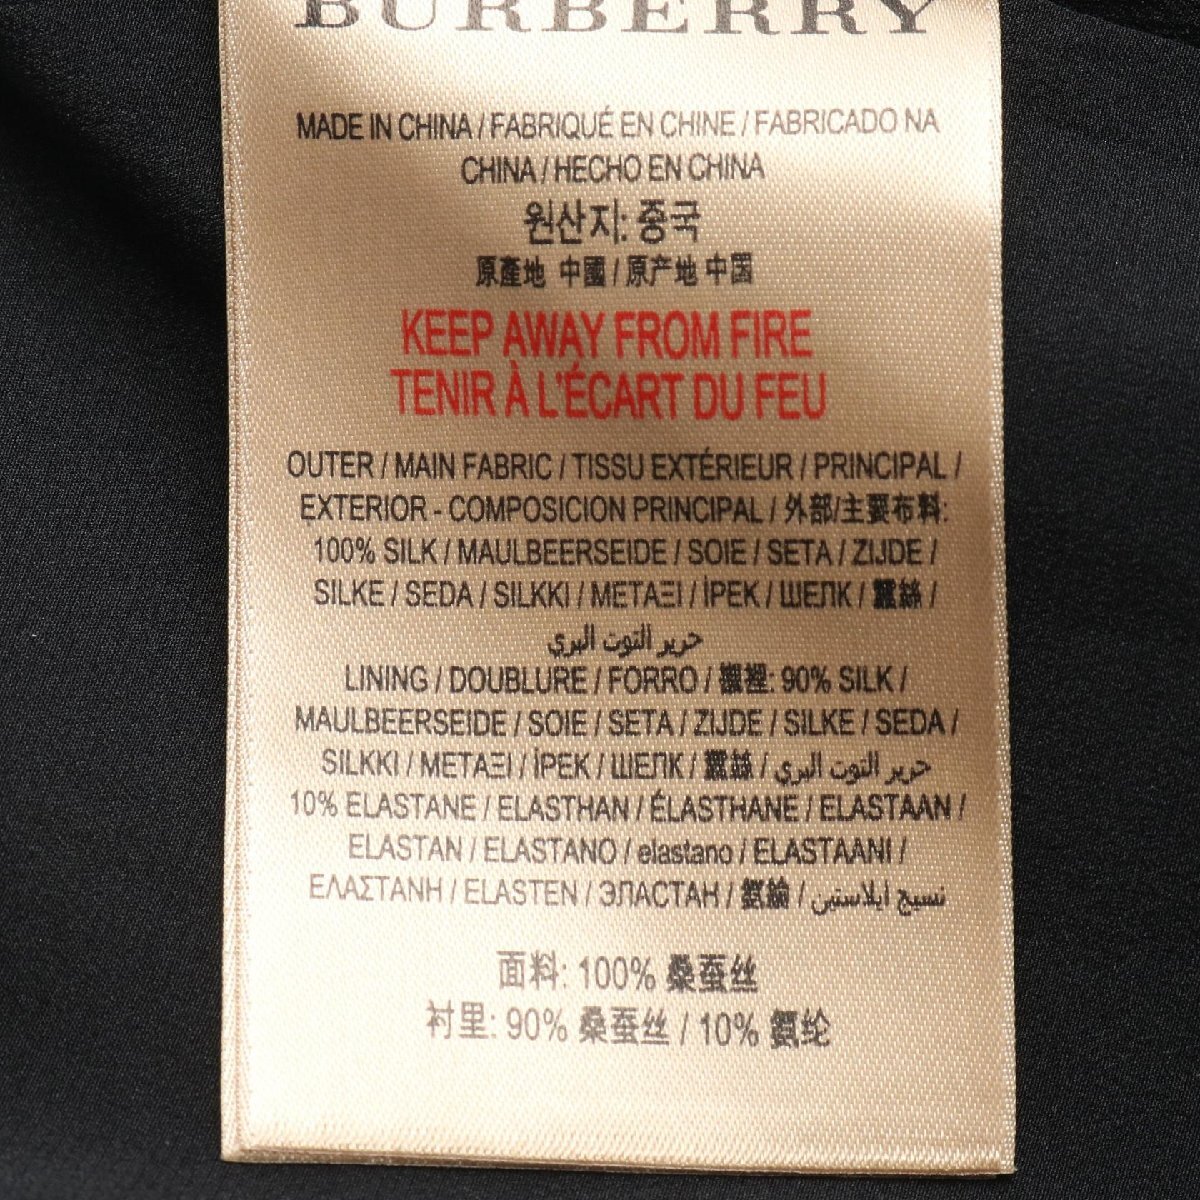 BURBERRY
MADE IN CHINA / FABRIQUÉ EN CHINE / FABRICADO NA
CHINA / HECHO EN CHINA
원산지: 중국
原產地 中國 / 原产地 中国
KEEP AWAY FROM FIRE
TENIR À L'ÉCART DU FEU
OUTER / MAIN FABRIC / TISSU EXTÉRIEUR / PRINCIPAL /
EXTERIOR - COMPOSICION PRINCIPAL / 外部/主要布料:
100% SILK / MAULBEERSEIDE / SOIE / SETA / ZIJDE /
SILKE / SEDA / SILKKI / ΜΕΤΑΞΙ / İPEK / ШЕЛК / 蠶絲 /
حرير التوت البري
LINING / DOUBLURE / FORRO / 襯裡: 90% SILK /
MAULBEERSEIDE / SOIE / SETA / ZIJDE / SILKE / SEDA /
SILKKI / ΜΕΤΑΞΙ / İPEK / ШЕЛК / 蠶絲 / حرير التوت البري
10% ELASTANE / ELASTHAN / ÉLASTHANE / ELASTAAN /
ELASTAN / ELASTANO / elastano / ELASTAANI /
ΕΛΑΣΤΑΝΗ / ELASTEN / ЭЛАСТАН / 氨綸 / نسيج ايلاستين
面料: 100% 桑蚕丝
衬里: 90% 桑蚕丝 / 10% 氨纶